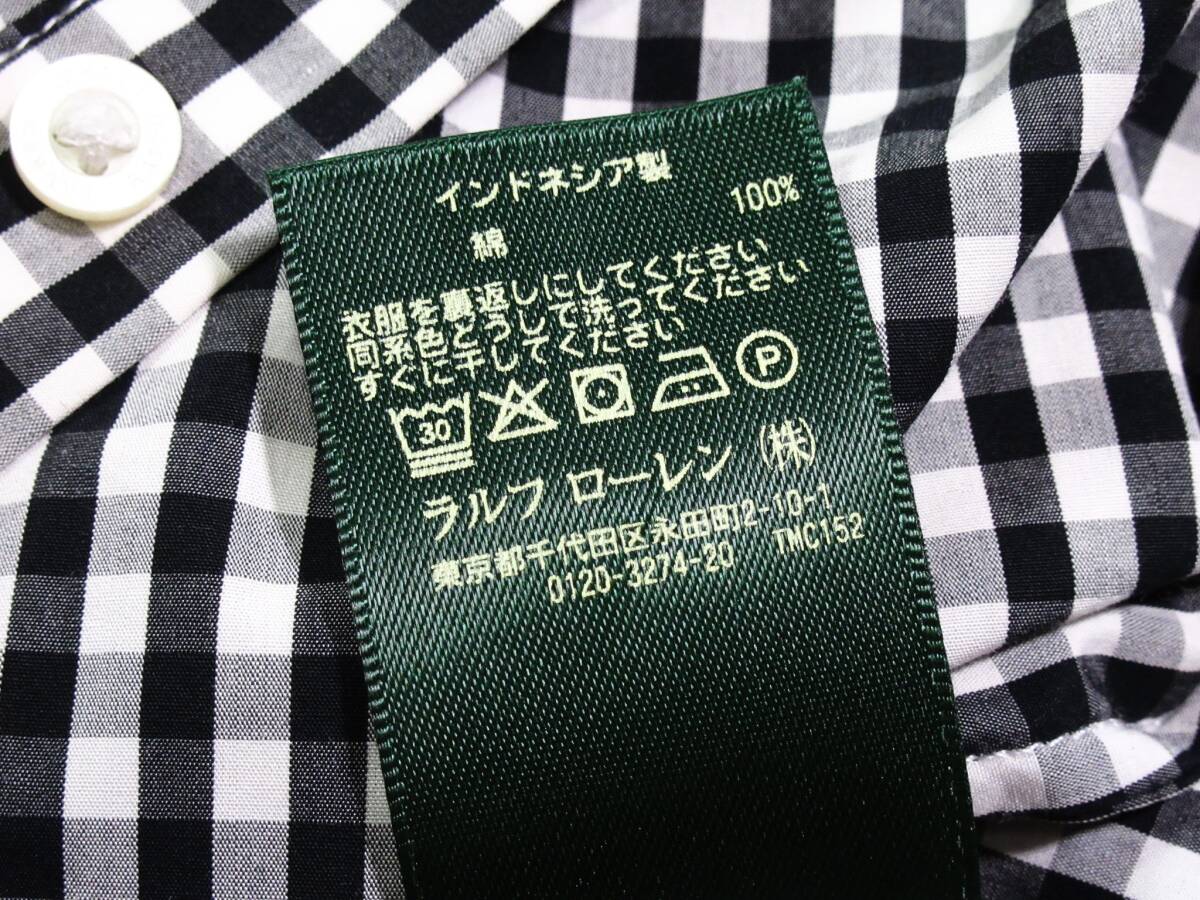 インドネシア製
綿 100%
衣服を裏返しにしてください
同系色どうしで洗ってください
すぐに干してください
30
P
ラルフ ローレン (株)
東京都千代田区永田町2-10-1
0120-3274-20 TMC152